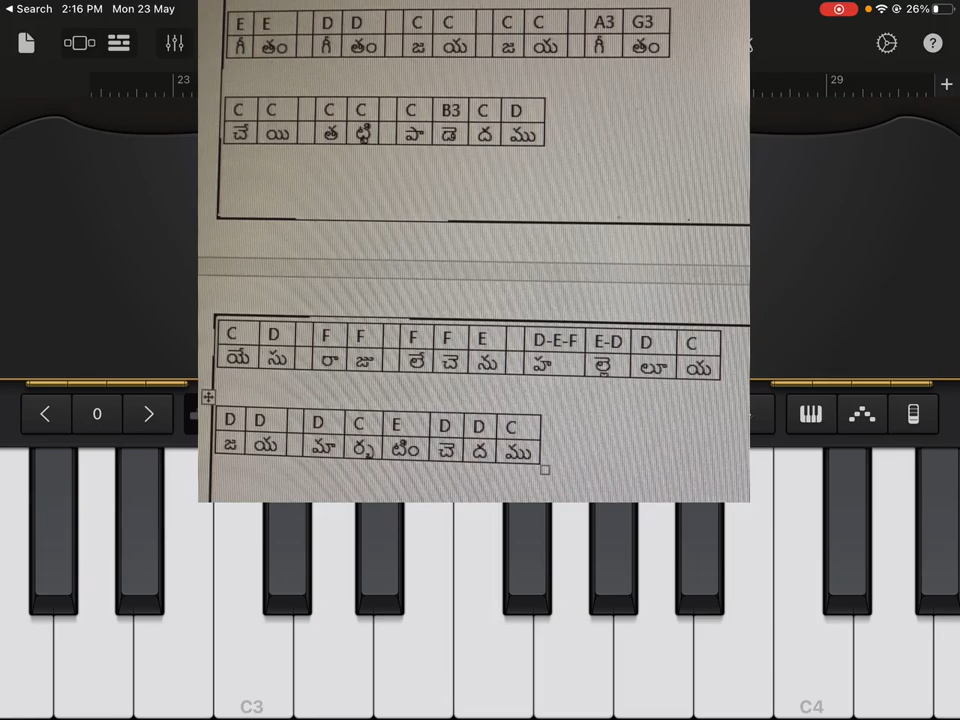 Search 2:16 PM Mon 23 May 26%
E E D D C C C C A3 G3
గీ తం గీ తం జ య జ య గీ తం
23 29
C C C C C B3 C D
చే యి త ట్టి పా డె ద ము
C D F F F F E D-E-F E-D D C
యే సు రా జు లే చె ను హ ల్లె లూ య
D D D C E D D C
జ య మా ర్భ టిం చె ద ము
0
C3 C4